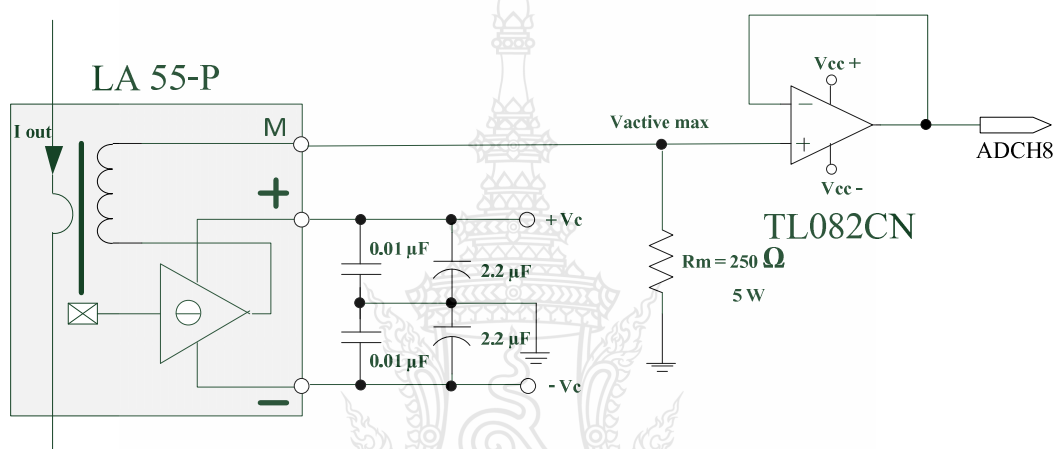 LA 55-P
I out
M
+
−
0.01 µF
2.2 µF
0.01 µF
2.2 µF
+ Vc
- Vc
Vactive max
Rm = 250 Ω
5 W
Vcc +
−
+
Vcc -
TL082CN
ADCH8